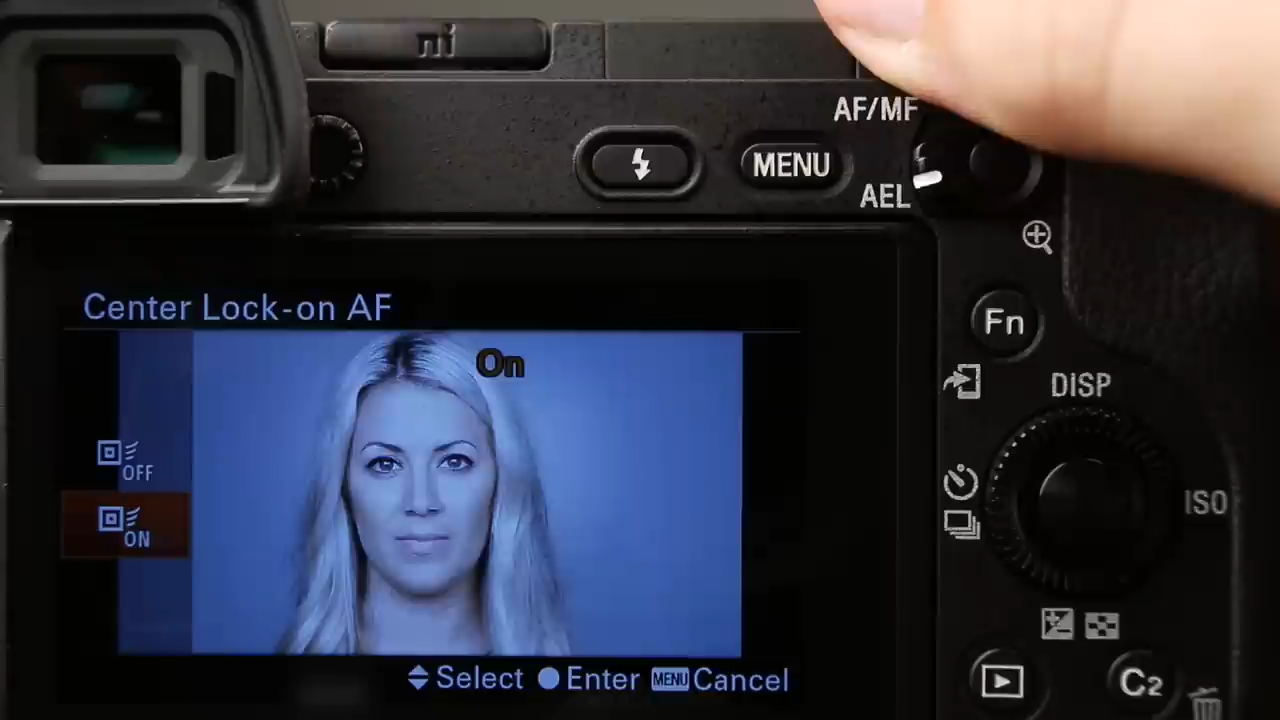 AF/MF
MENU
AEL
Center Lock-on AF
On
Fn
DISP
OFF
ON
ISO
Select Enter MENU Cancel
C2